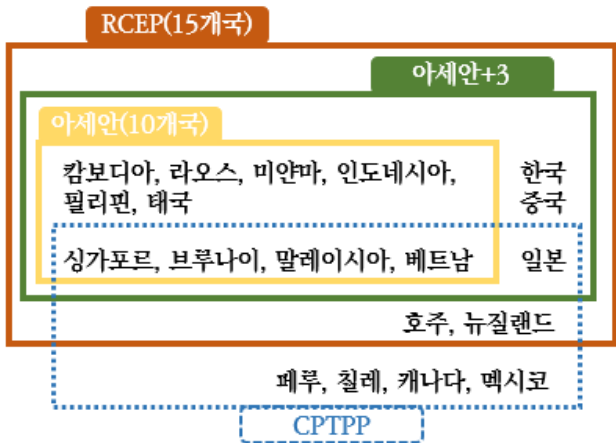 RCEP(15개국)
아세안+3
아세안(10개국)
캄보디아, 라오스, 미얀마, 인도네시아, 한국
필리핀, 태국 중국
싱가포르, 브루나이, 말레이시아, 베트남 일본
호주, 뉴질랜드
페루, 칠레, 캐나다, 멕시코
CPTPP